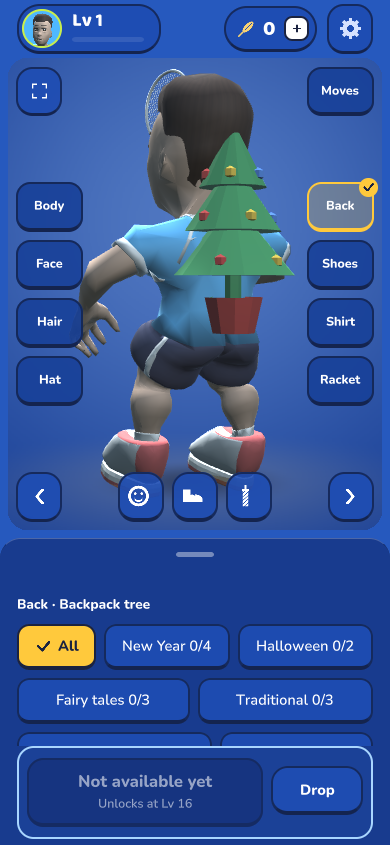 Lv 1
0
+
Moves
Body
Back
Face
Shoes
Hair
Shirt
Hat
Racket
Back · Backpack tree
All
New Year 0/4
Halloween 0/2
Fairy tales 0/3
Traditional 0/3
Not available yet
Unlocks at Lv 16
Drop